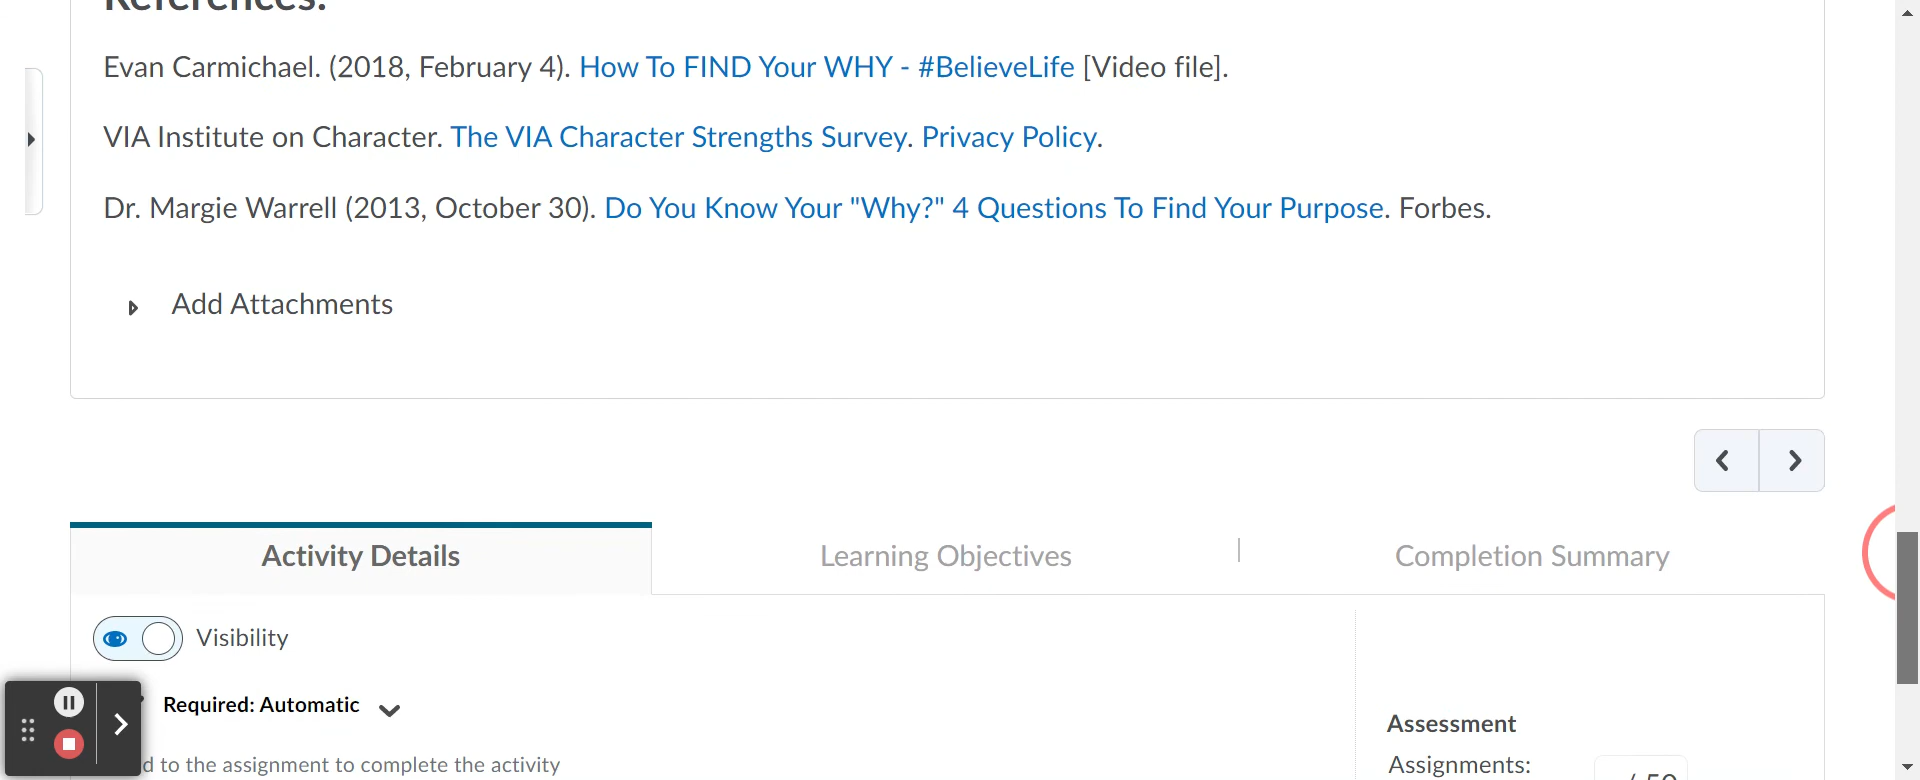 References:
Evan Carmichael. (2018, February 4). How To FIND Your WHY - #BelieveLife [Video file].
VIA Institute on Character. The VIA Character Strengths Survey. Privacy Policy.
Dr. Margie Warrell (2013, October 30). Do You Know Your "Why?" 4 Questions To Find Your Purpose. Forbes.
Add Attachments
Activity Details
Learning Objectives
Completion Summary
Visibility
Required: Automatic
d to the assignment to complete the activity
Assessment
Assignments:
/ 50